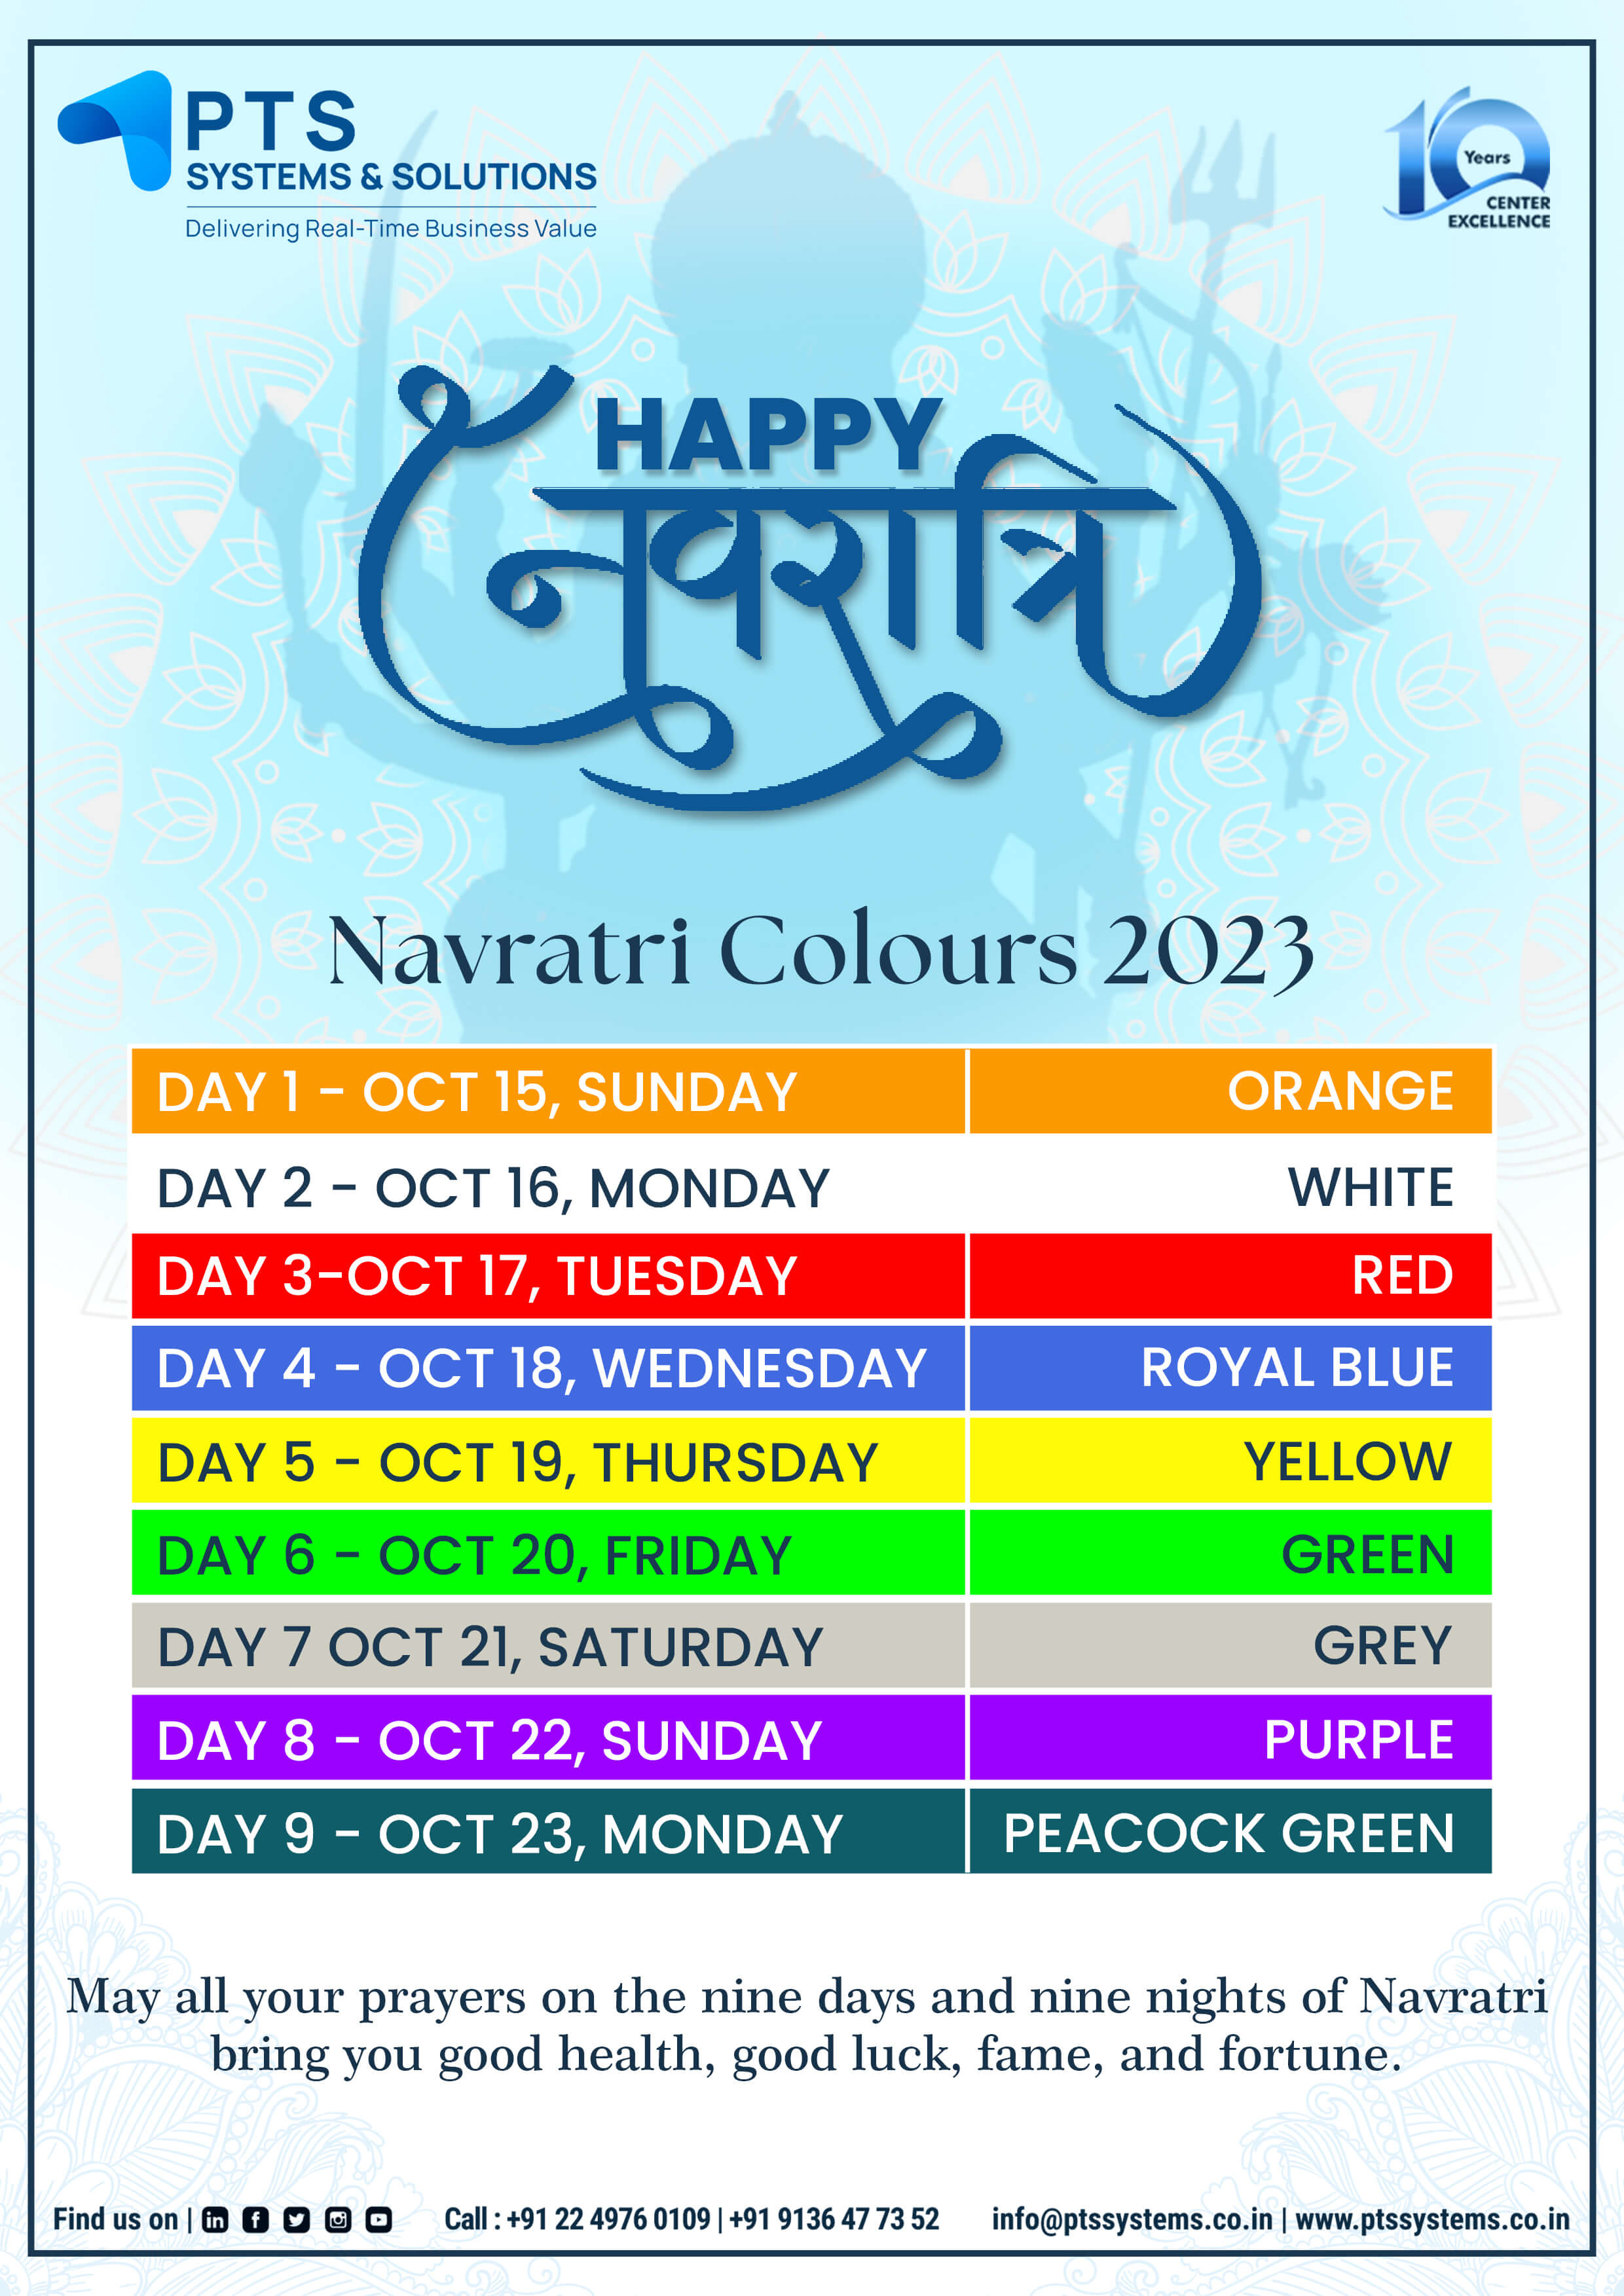 PTS
SYSTEMS & SOLUTIONS
Delivering Real-Time Business Value
10 Years
CENTER
EXCELLENCE
HAPPY
नवरात्रि
Navratri Colours 2023
DAY 1 - OCT 15, SUNDAY ORANGE
DAY 2 - OCT 16, MONDAY WHITE
DAY 3-OCT 17, TUESDAY RED
DAY 4 - OCT 18, WEDNESDAY ROYAL BLUE
DAY 5 - OCT 19, THURSDAY YELLOW
DAY 6 - OCT 20, FRIDAY GREEN
DAY 7 OCT 21, SATURDAY GREY
DAY 8 - OCT 22, SUNDAY PURPLE
DAY 9 - OCT 23, MONDAY PEACOCK GREEN
May all your prayers on the nine days and nine nights of Navratri
bring you good health, good luck, fame, and fortune.
Find us on | Call : +91 22 4976 0109 | +91 9136 47 73 52 info@ptssystems.co.in | www.ptssystems.co.in